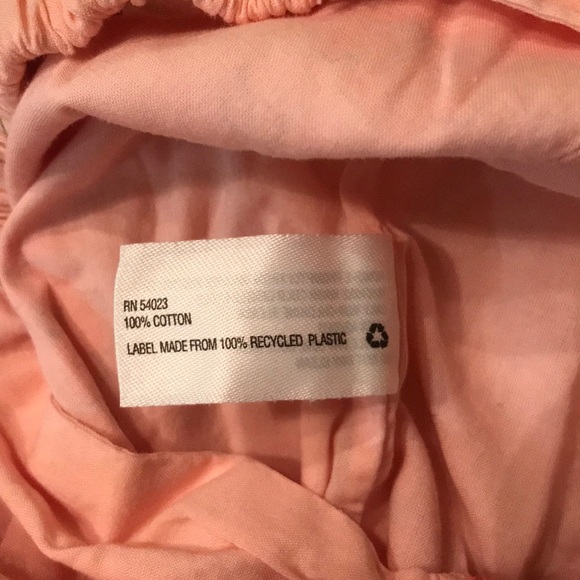 RN 54023
100% COTTON
LABEL MADE FROM 100% RECYCLED PLASTIC